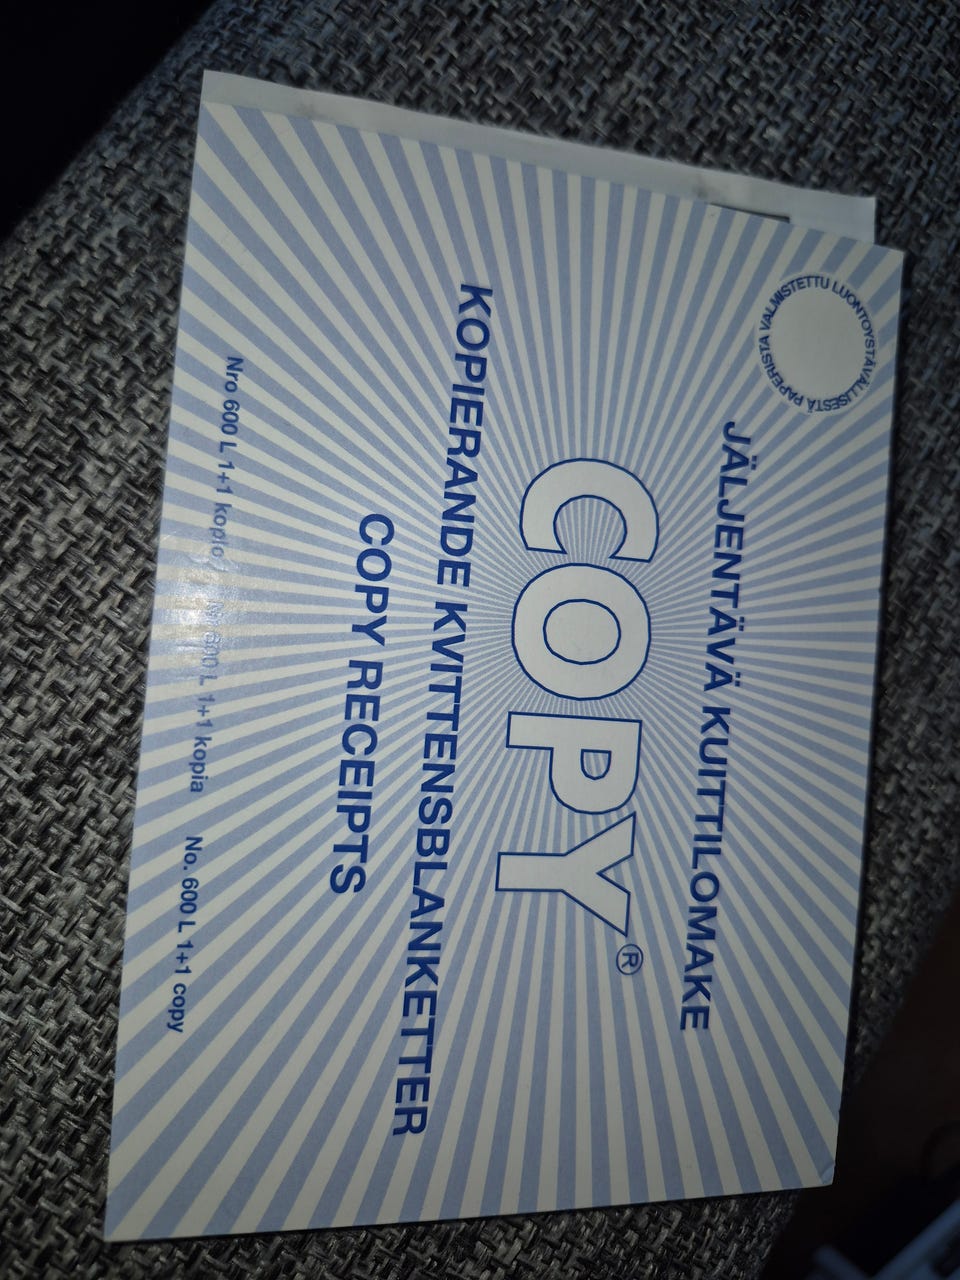 VALMISTETTU LUONTOYSTÄVÄLLISESTÄ PAPERISTA
JÄLJENTÄVÄ KUITTILOMAKE
COPY®
KOPIERANDE KVITTENSBLANKETTER
COPY RECEIPTS
Nro 600 L 1+1 kopio Nr 600 L 1+1 kopia No. 600 L 1+1 copy